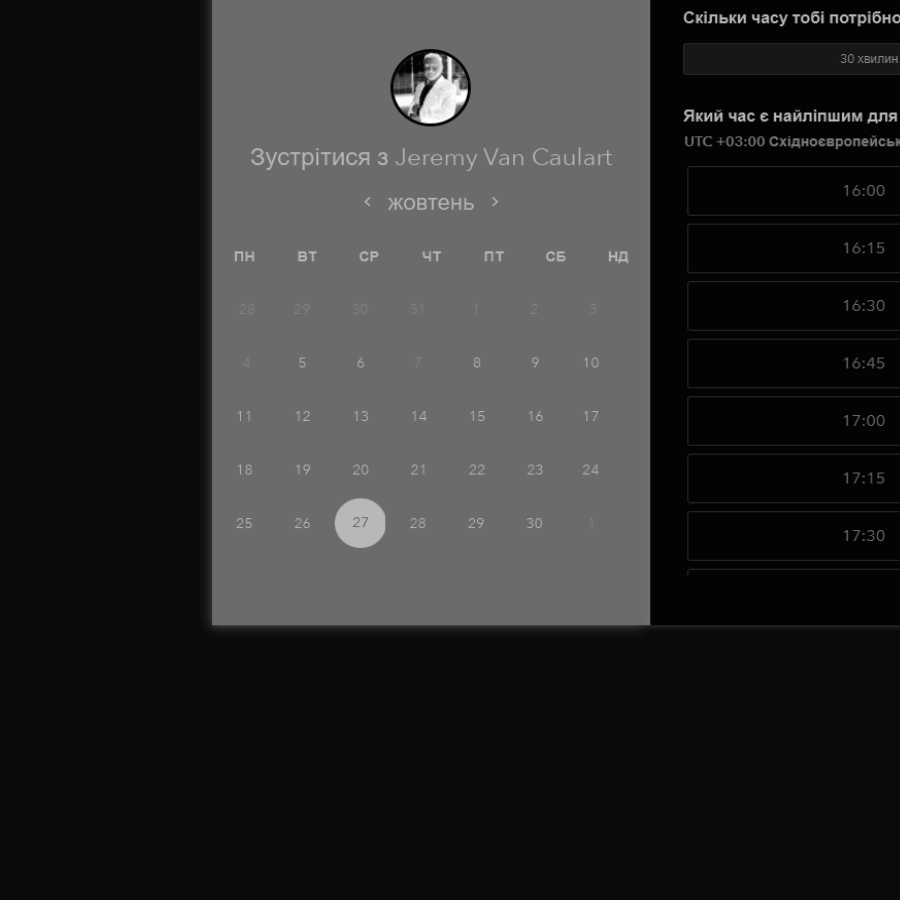 Зустрітися з Jeremy Van Caulart
‹ жовтень ›
ПН ВТ СР ЧТ ПТ СБ НД
28 29 30 31 1 2 3
4 5 6 7 8 9 10
11 12 13 14 15 16 17
18 19 20 21 22 23 24
25 26 27 28 29 30 1
Скільки часу тобі потрібно
30 хвилин
Який час є найліпшим для
UTC +03:00
16:00
16:15
16:30
16:45
17:00
17:15
17:30